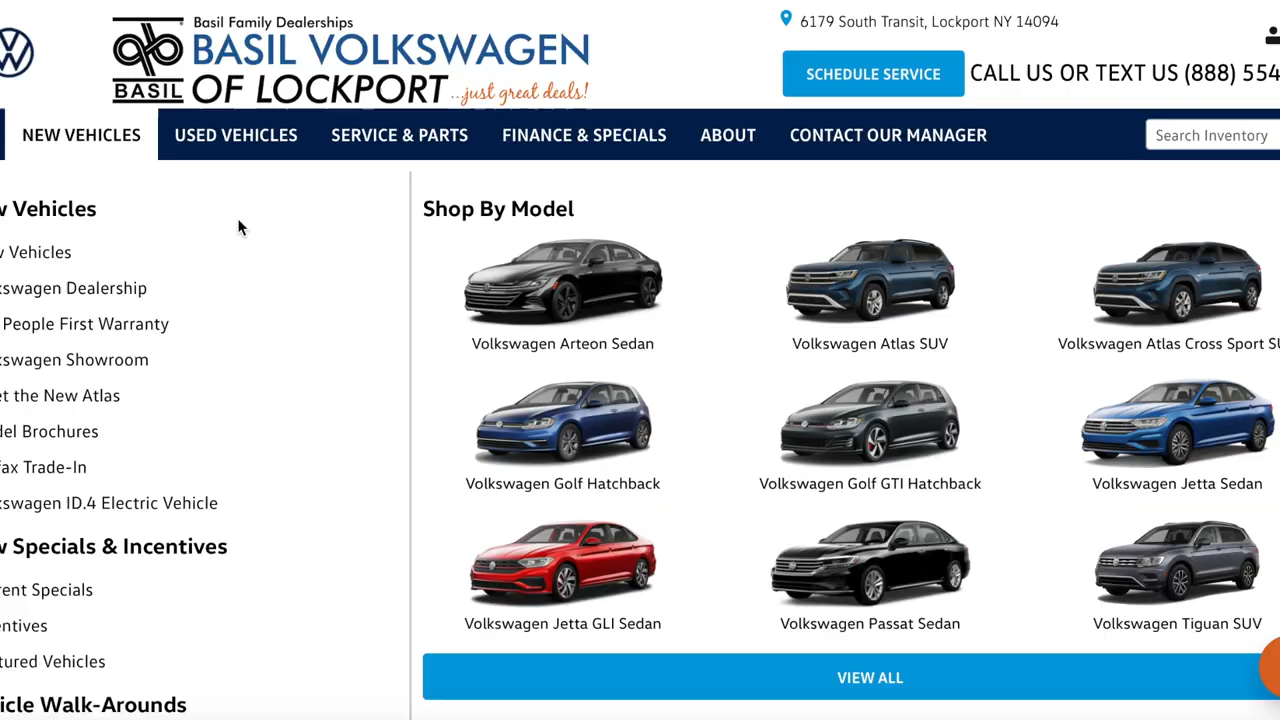 Basil Family Dealerships
BASIL VOLKSWAGEN
BASIL OF LOCKPORT ...just great deals!
6179 South Transit, Lockport NY 14094
SCHEDULE SERVICE CALL US OR TEXT US (888) 554
NEW VEHICLES USED VEHICLES SERVICE & PARTS FINANCE & SPECIALS ABOUT CONTACT OUR MANAGER Search Inventory
Vehicles
Vehicles
swagen Dealership
People First Warranty
swagen Showroom
et the New Atlas
del Brochures
fax Trade-In
swagen ID.4 Electric Vehicle
Specials & Incentives
rent Specials
entives
tured Vehicles
icle Walk-Arounds
Shop By Model
Volkswagen Arteon Sedan Volkswagen Atlas SUV Volkswagen Atlas Cross Sport SU
Volkswagen Golf Hatchback Volkswagen Golf GTI Hatchback Volkswagen Jetta Sedan
Volkswagen Jetta GLI Sedan Volkswagen Passat Sedan Volkswagen Tiguan SUV
VIEW ALL